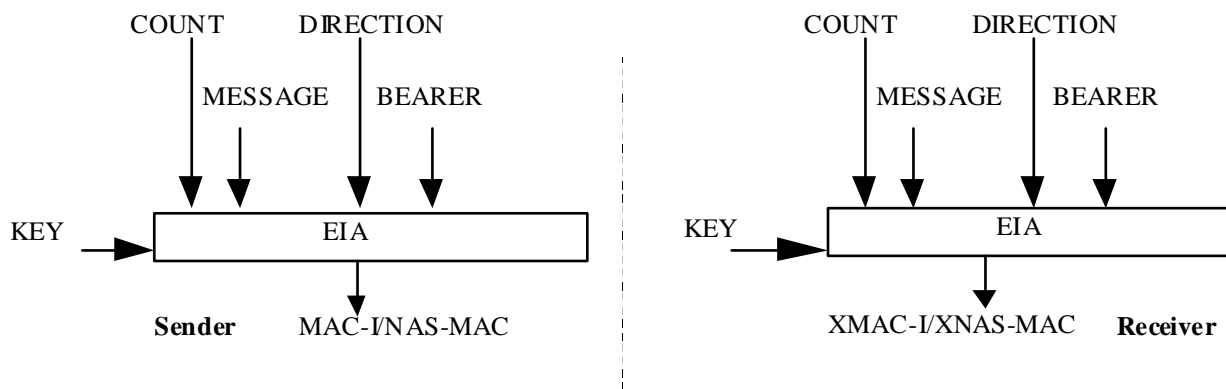 COUNT DIRECTION
MESSAGE BEARER
KEY
EIA
Sender MAC-I/NAS-MAC
COUNT DIRECTION
MESSAGE BEARER
KEY
EIA
XMAC-I/XNAS-MAC Receiver